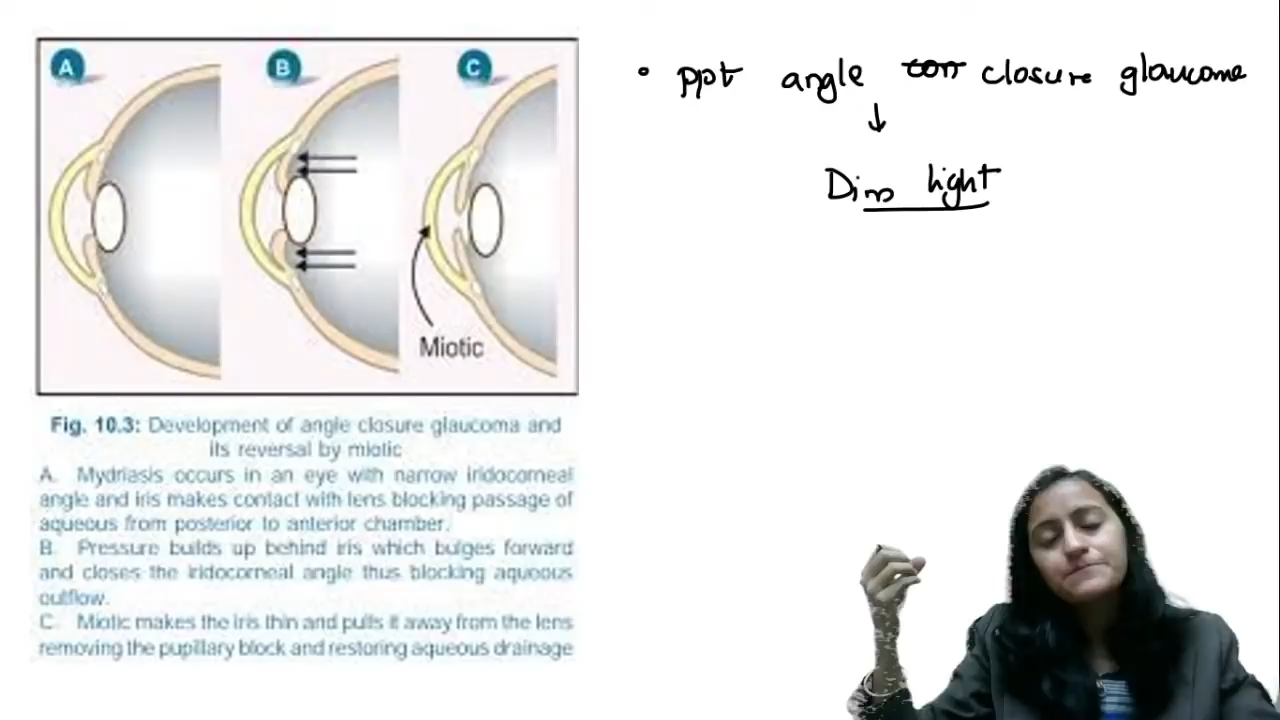 A B C
Miotic
Fig. 10.3: Development of angle closure glaucoma and
its reversal by miotic
A. Mydriasis occurs in an eye with narrow iridocorneal
angle and iris makes contact with lens blocking passage of
aqueous from posterior to anterior chamber.
B. Pressure builds up behind iris which bulges forward
and closes the iridocorneal angle thus blocking aqueous
outflow.
C. Miotic makes the iris thin and pulls it away from the lens
removing the pupillary block and restoring aqueous drainage
• ppt angle con closure glaucoma
↓
Dim light